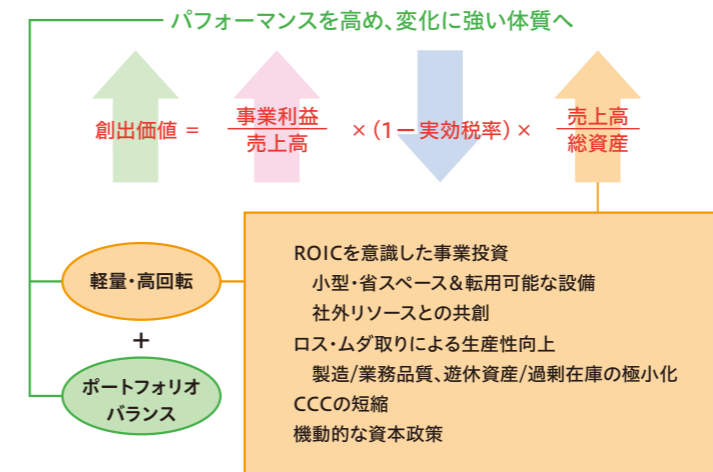 パフォーマンスを高め、変化に強い体質へ
創出価値 = 事業利益/売上高 ×(1－実効税率)× 売上高/総資産
軽量・高回転
+
ポートフォリオ
バランス
ROICを意識した事業投資
小型・省スペース＆転用可能な設備
社外リソースとの共創
ロス・ムダ取りによる生産性向上
製造/業務品質、遊休資産/過剰在庫の極小化
CCCの短縮
機動的な資本政策